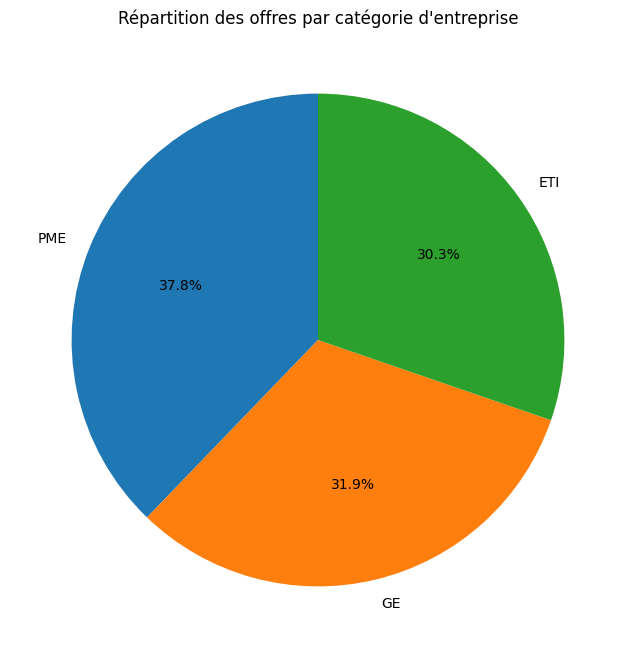 Répartition des offres par catégorie d'entreprise
ETI
PME
30.3%
37.8%
31.9%
GE